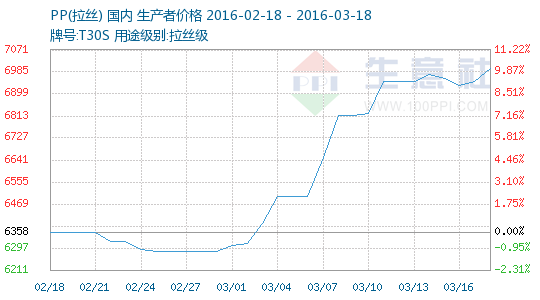 PP(拉丝) 国内 生产者价格 2016-02-18 - 2016-03-18
牌号:T30S 用途级别:拉丝级
7071 11.22%
6985 9.87%
6899 8.51%
6813 7.16%
6727 5.81%
6641 4.46%
6555 3.10%
6469 1.75%
6358 0.00%
6297 -0.95%
6211 -2.31%
生意社
WWW.100PPI.COM
02/18 02/21 02/24 02/27 03/01 03/04 03/07 03/10 03/13 03/16